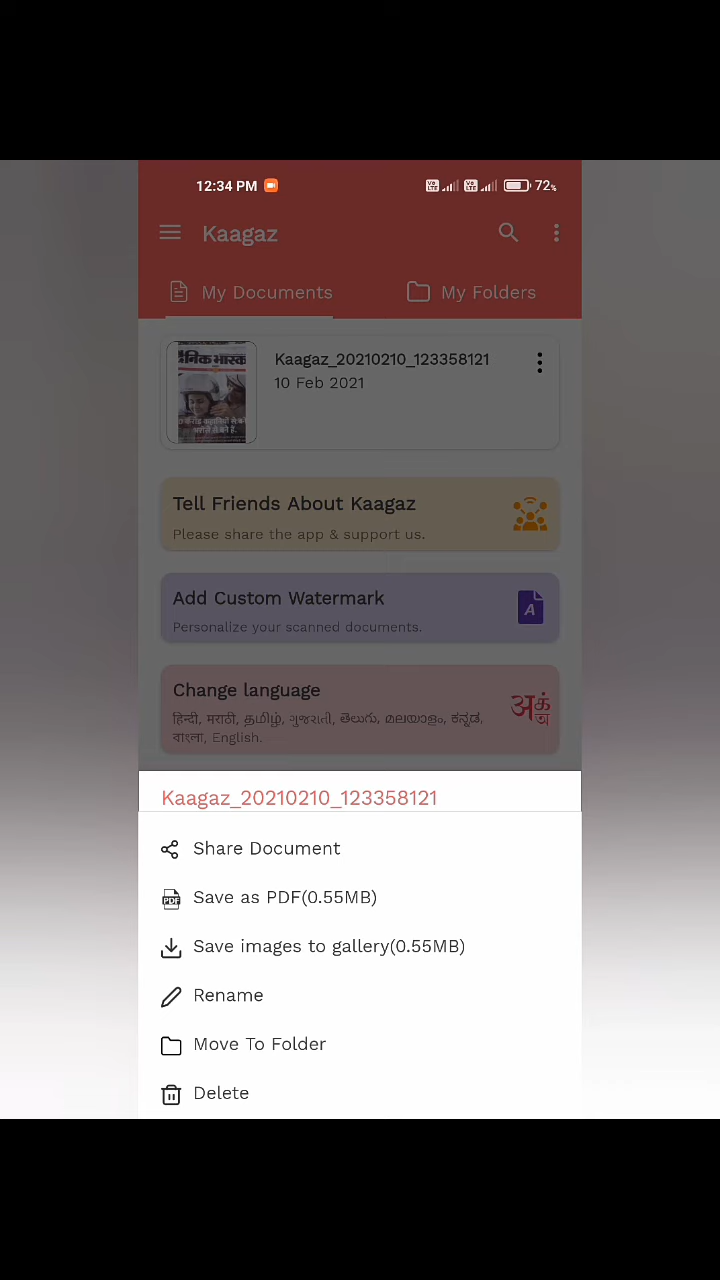 12:34 PM 72%
Kaagaz
My Documents My Folders
दैनिक भास्क
Kaagaz_20210210_123358121
10 Feb 2021
Tell Friends About Kaagaz
Please share the app & support us.
Add Custom Watermark
A
Personalize your scanned documents.
Change language
हिन्दी, मराठी, தமிழ், ગુજરાતી, తెలుగు, മലയാളം, ಕನ್ನಡ,
বাংলা, English.
Kaagaz_20210210_123358121
Share Document
PDF
Save as PDF(0.55MB)
Save images to gallery(0.55MB)
Rename
Move To Folder
Delete